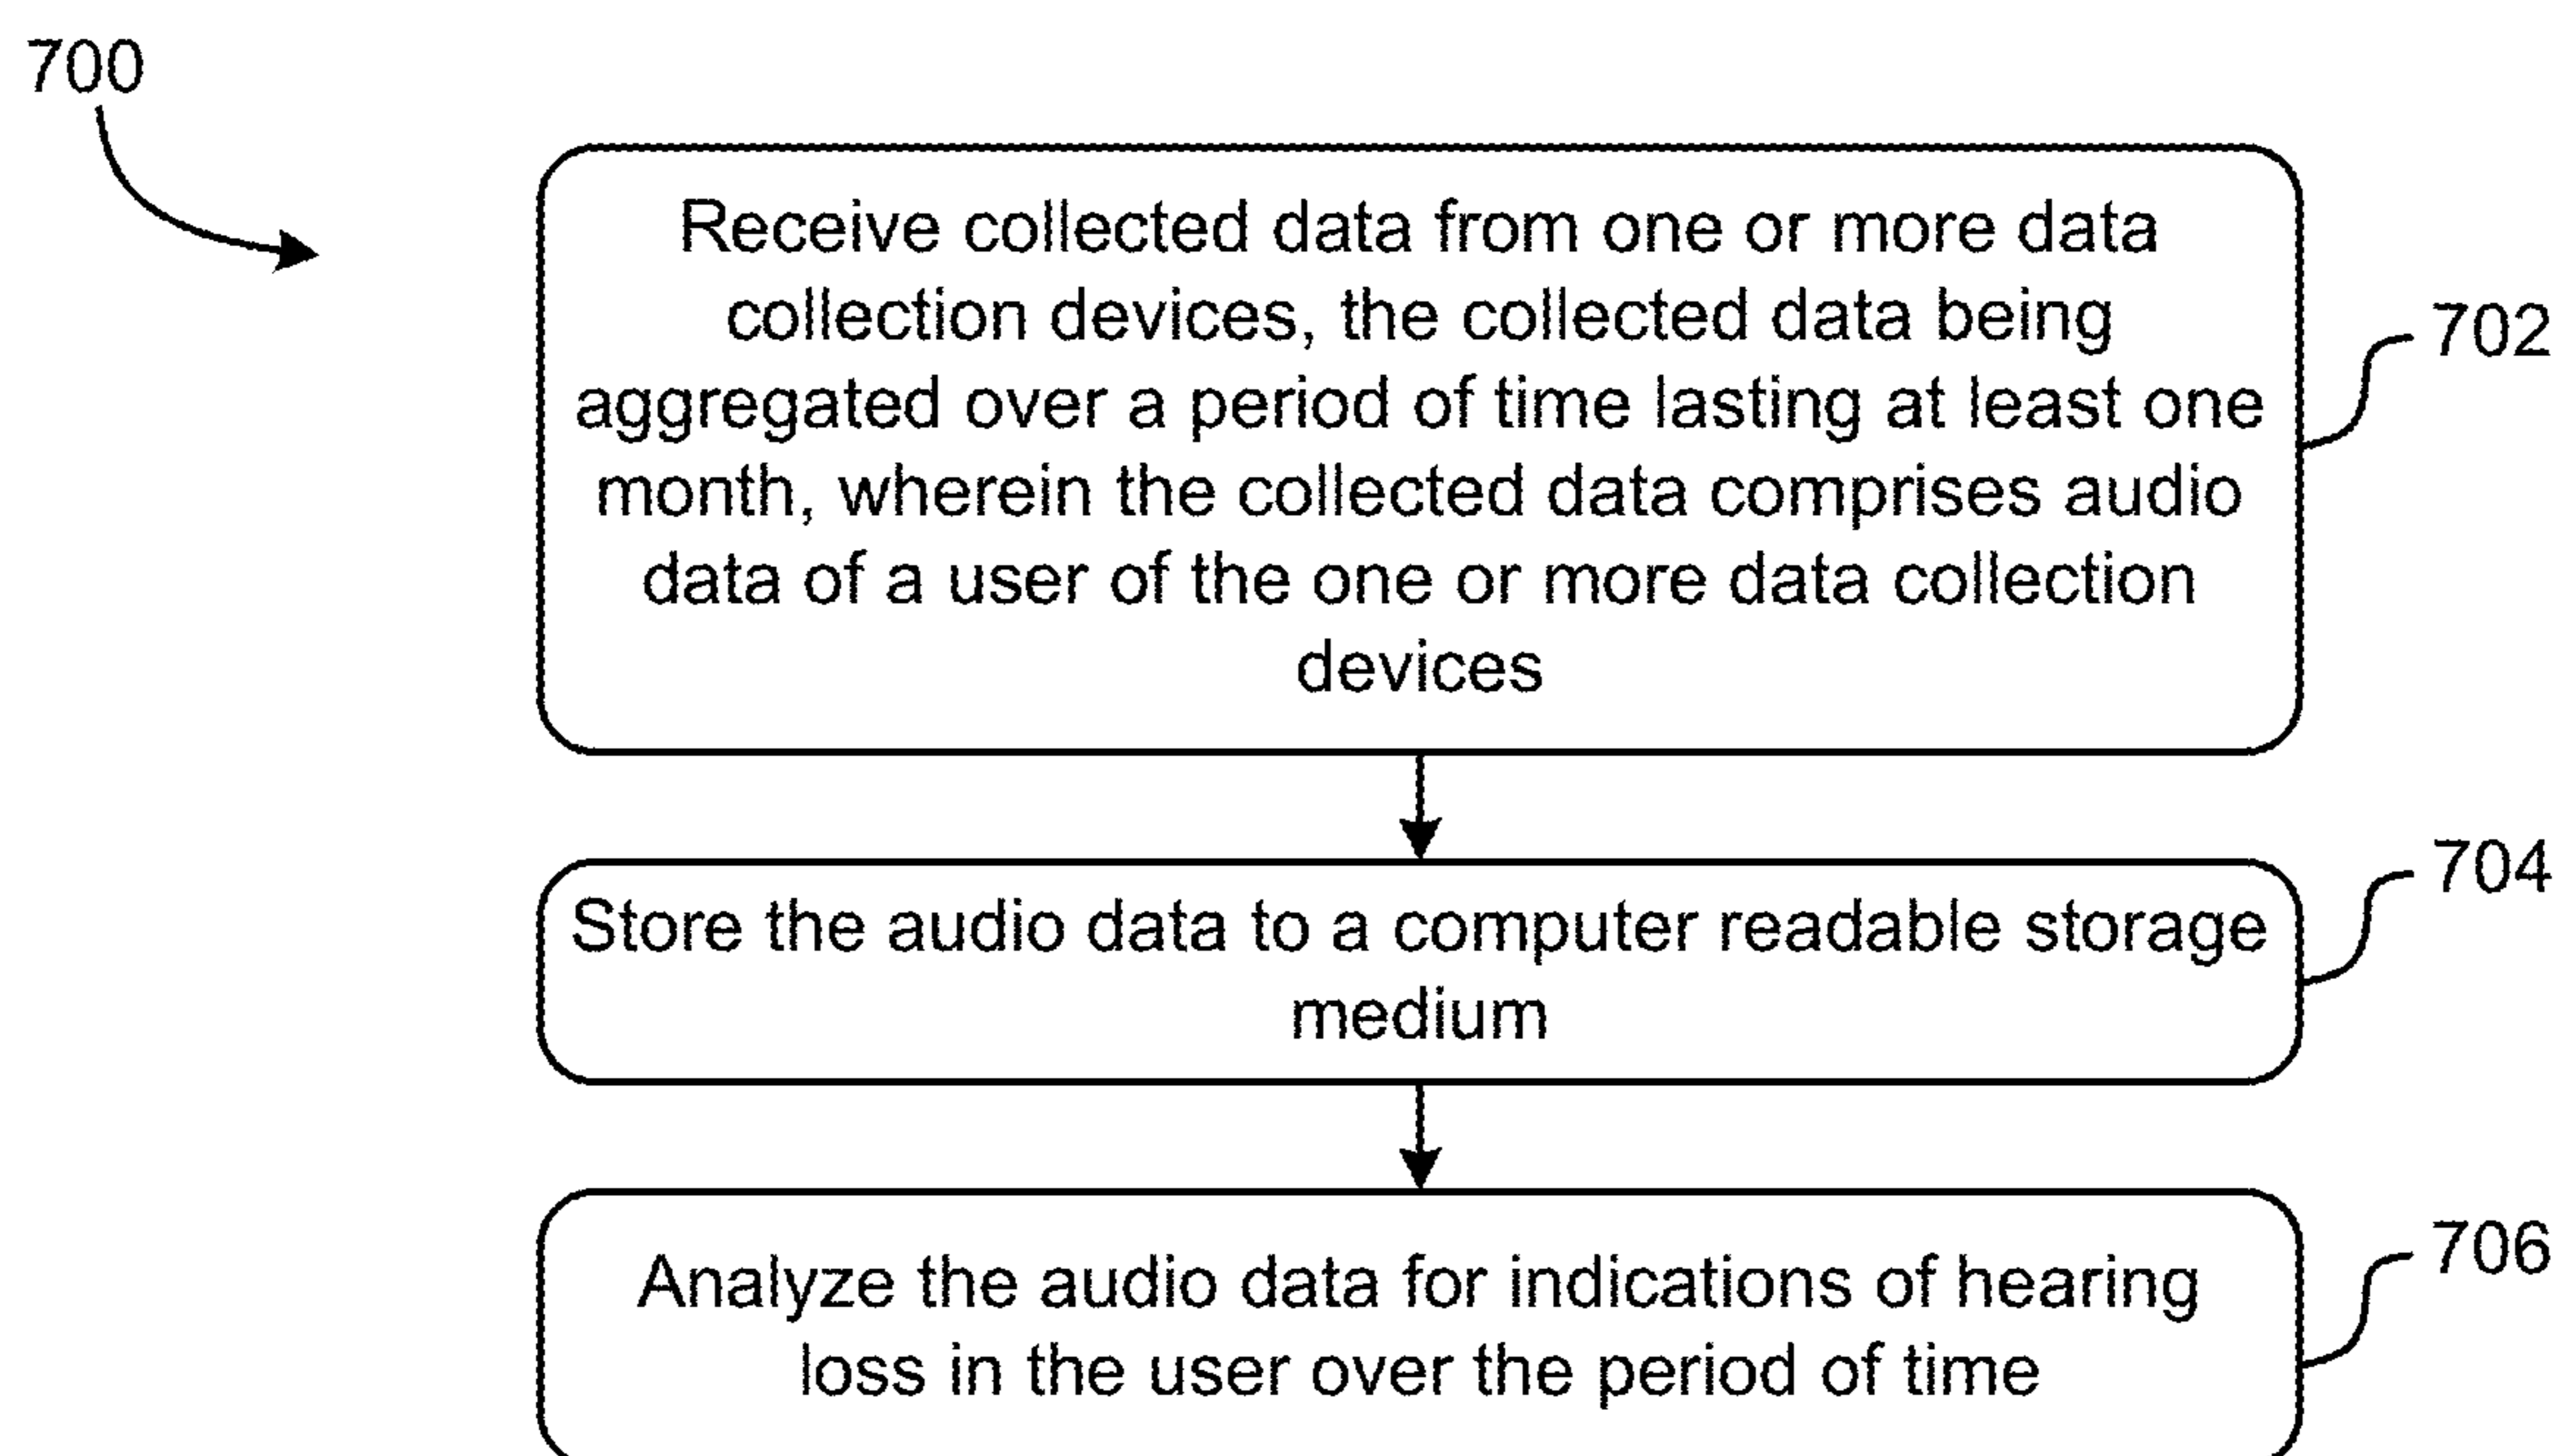 700
Receive collected data from one or more data
collection devices, the collected data being
aggregated over a period of time lasting at least one
month, wherein the collected data comprises audio
data of a user of the one or more data collection
devices
702
Store the audio data to a computer readable storage
medium
704
Analyze the audio data for indications of hearing
loss in the user over the period of time
706